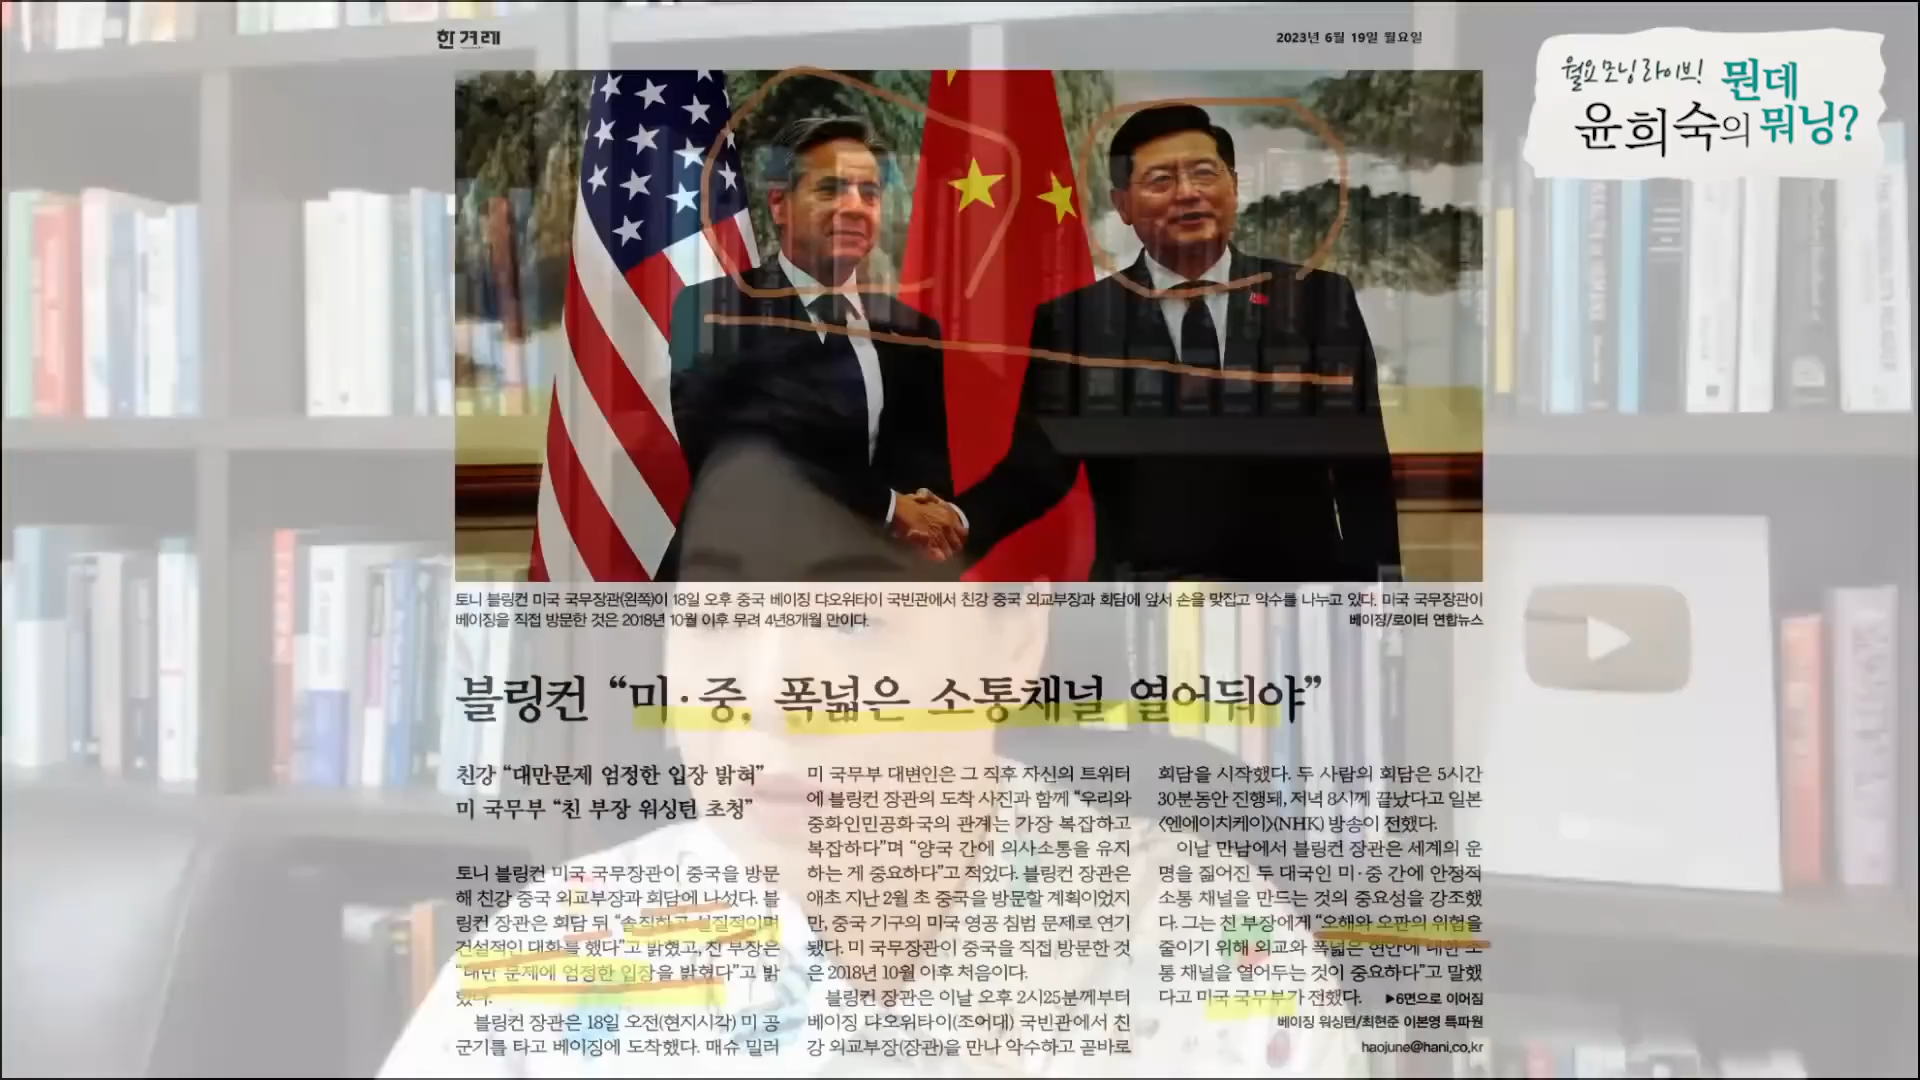 한겨레
2023년 6월 19일 월요일
월요 모닝 라이브! 뭔데
윤희숙의 뭐닝?
토니 블링컨 미국 국무장관(왼쪽)이 18일 오후 중국 베이징 댜오위타이 국빈관에서 친강 중국 외교부장과 회담에 앞서 손을 맞잡고 악수를 나누고 있다. 미국 국무장관이
베이징을 직접 방문한 것은 2018년 10월 이후 무려 4년8개월 만이다.
베이징/로이터 연합뉴스
블링컨 “미·중, 폭넓은 소통채널 열어둬야”
친강 “대만문제 엄정한 입장 밝혀”
미 국무부 “친 부장 워싱턴 초청”
토니 블링컨 미국 국무장관이 중국을 방문
해 친강 중국 외교부장과 회담에 나섰다. 블
링컨 장관은 회담 뒤 “솔직하고 실질적이며
건설적인 대화를 했다”고 밝혔고, 친 부장은
“대만 문제에 엄정한 입장을 밝혔다”고 밝
혔다.
블링컨 장관은 18일 오전(현지시각) 미 공
군기를 타고 베이징에 도착했다. 매슈 밀러
미 국무부 대변인은 그 직후 자신의 트위터
에 블링컨 장관의 도착 사진과 함께 “우리와
중화인민공화국의 관계는 가장 복잡하고
복잡하다”며 “양국 간에 의사소통을 유지
하는 게 중요하다”고 적었다. 블링컨 장관은
애초 지난 2월 초 중국을 방문할 계획이었지
만, 중국 기구의 미국 영공 침범 문제로 연기
됐다. 미 국무장관이 중국을 직접 방문한 것
은 2018년 10월 이후 처음이다.
블링컨 장관은 이날 오후 2시25분께부터
베이징 댜오위타이(조어대) 국빈관에서 친
강 외교부장(장관)을 만나 악수하고 곧바로
회담을 시작했다. 두 사람의 회담은 5시간
30분동안 진행돼, 저녁 8시께 끝났다고 일본
〈엔에이치케이〉(NHK) 방송이 전했다.
이날 만남에서 블링컨 장관은 세계의 운
명을 짊어진 두 대국인 미·중 간에 안정적
소통 채널을 만드는 것의 중요성을 강조했
다. 그는 친 부장에게 “오해와 오판의 위험을
줄이기 위해 외교와 폭넓은 현안에 대한 소
통 채널을 열어두는 것이 중요하다”고 말했
다고 미국 국무부가 전했다. ▶6면으로 이어짐
베이징 워싱턴/최현준 이본영 특파원
haojune@hani.co.kr